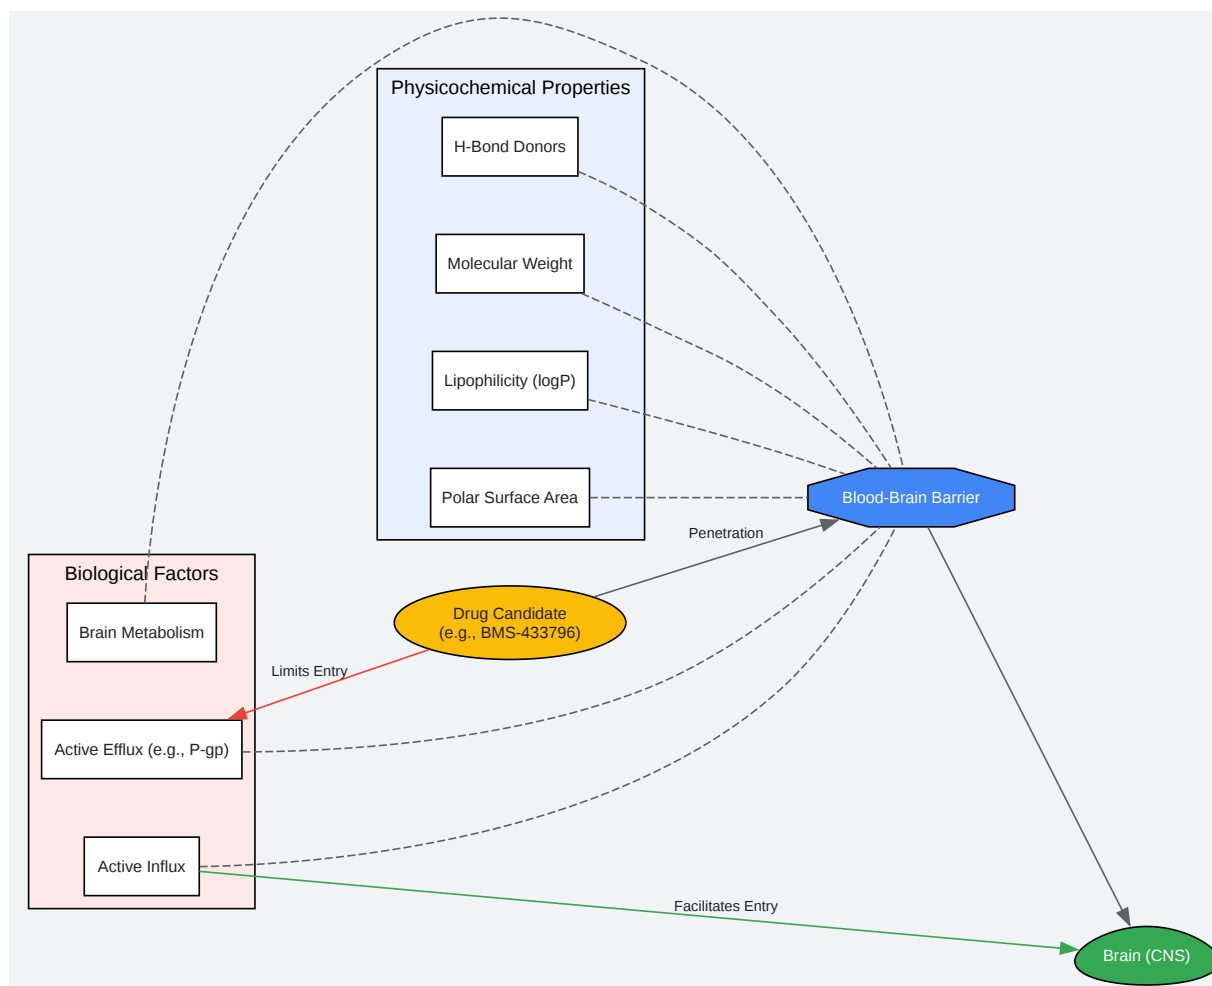 Physicochemical Properties
H-Bond Donors
Molecular Weight
Lipophilicity (logP)
Polar Surface Area
Blood-Brain Barrier
Penetration
Biological Factors
Brain Metabolism
Drug Candidate
(e.g., BMS-433796)
Limits Entry
Active Efflux (e.g., P-gp)
Active Influx
Facilitates Entry
Brain (CNS)